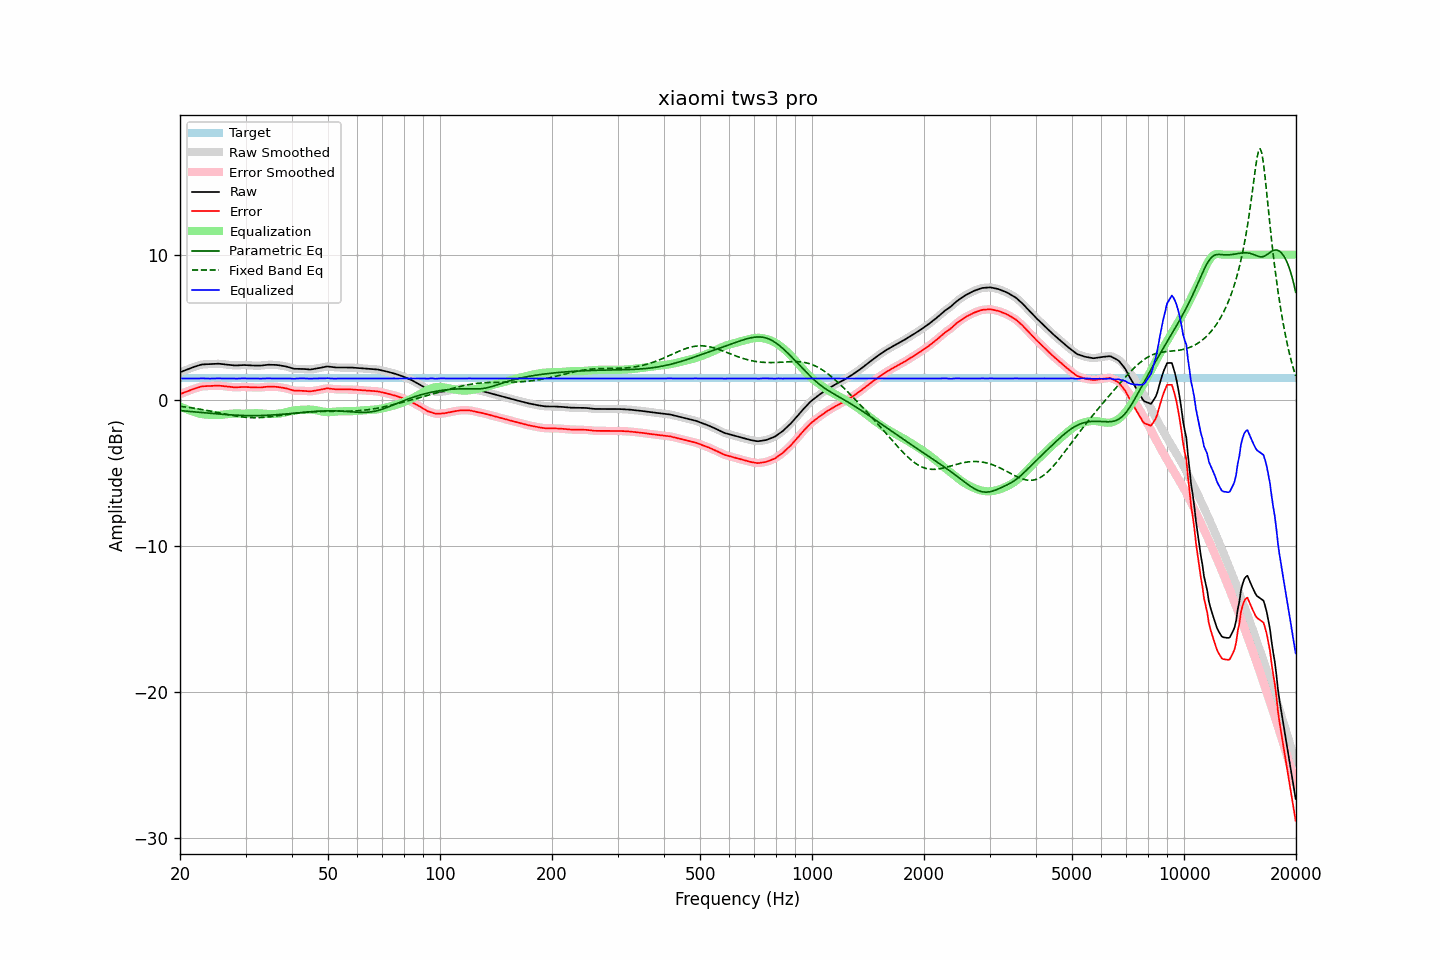 xiaomi tws3 pro
Target
Raw Smoothed
Error Smoothed
Raw
Error
Equalization
Parametric Eq
Fixed Band Eq
Equalized
10
0
−10
−20
−30
Amplitude (dBr)
20 50 100 200 500 1000 2000 5000 10000 20000
Frequency (Hz)